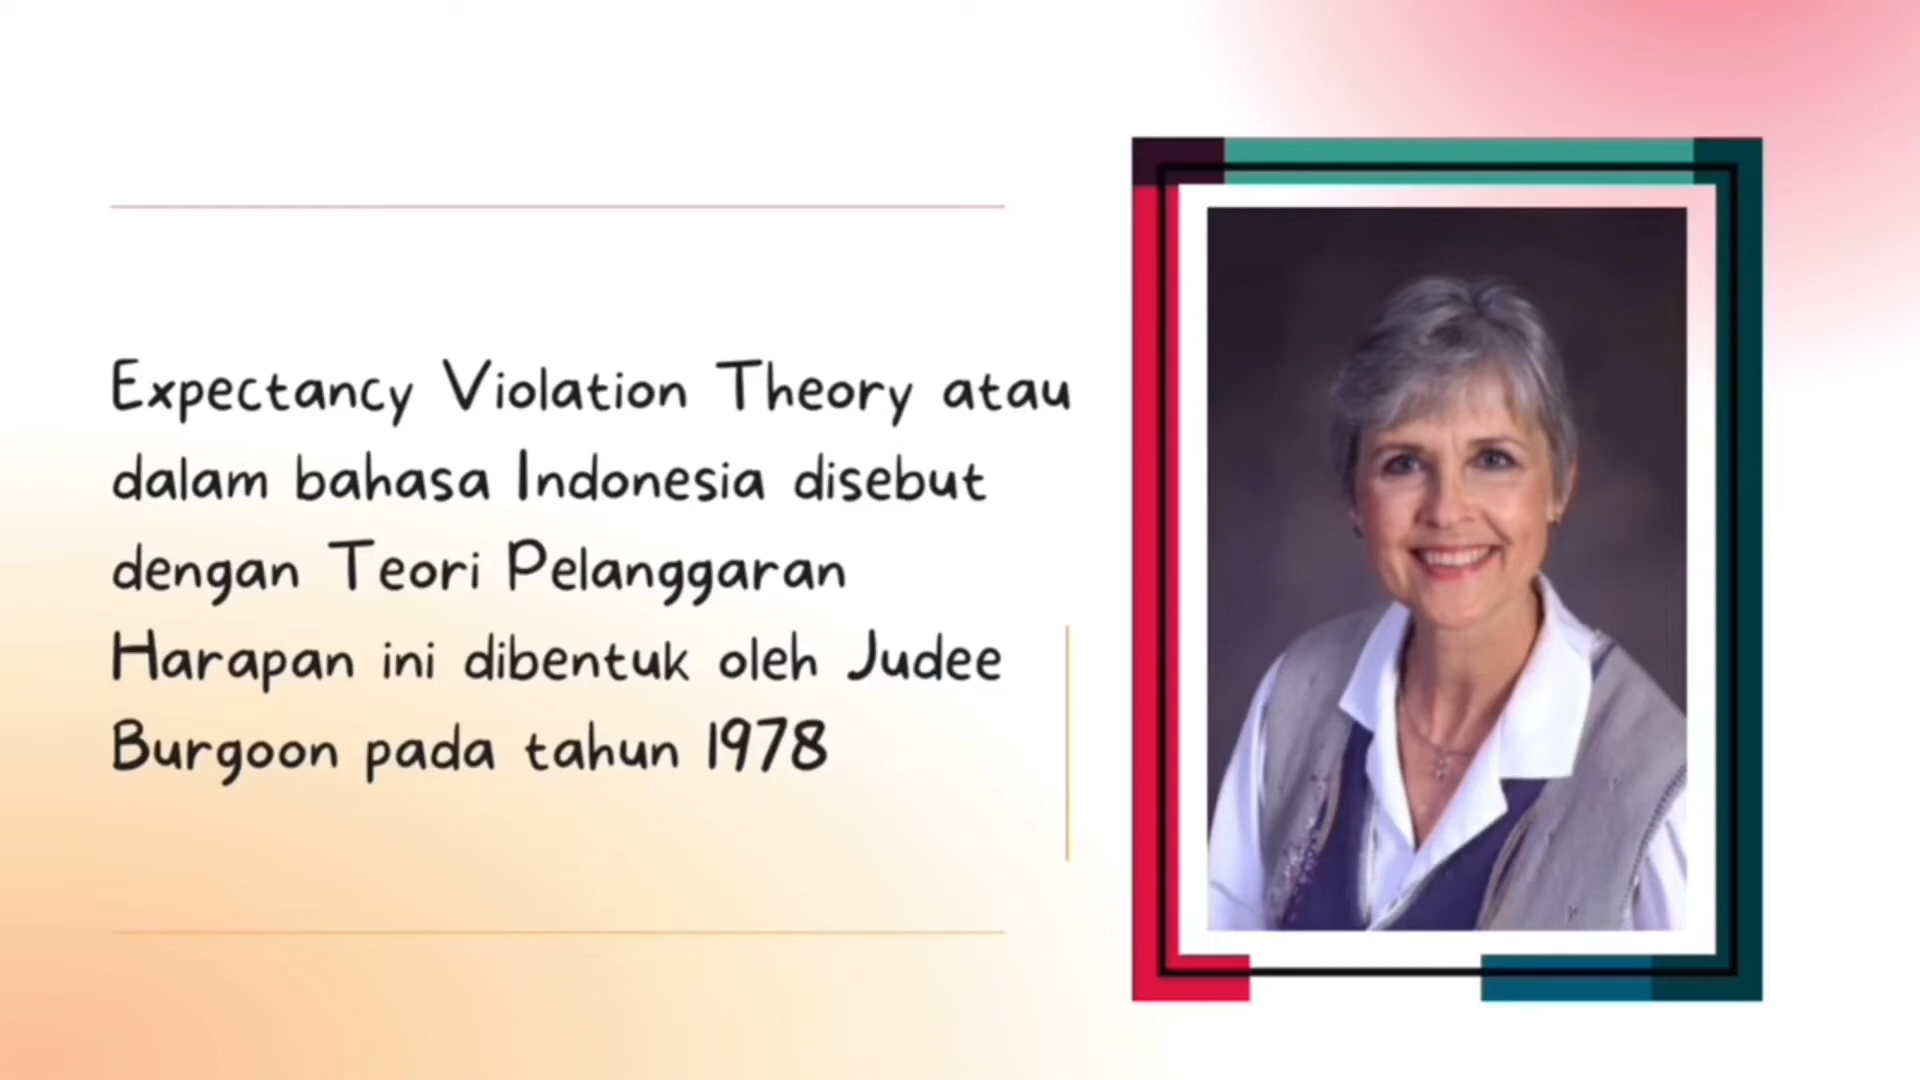 Expectancy Violation Theory atau
dalam bahasa Indonesia disebut
dengan Teori Pelanggaran
Harapan ini dibentuk oleh Judee
Burgoon pada tahun 1978